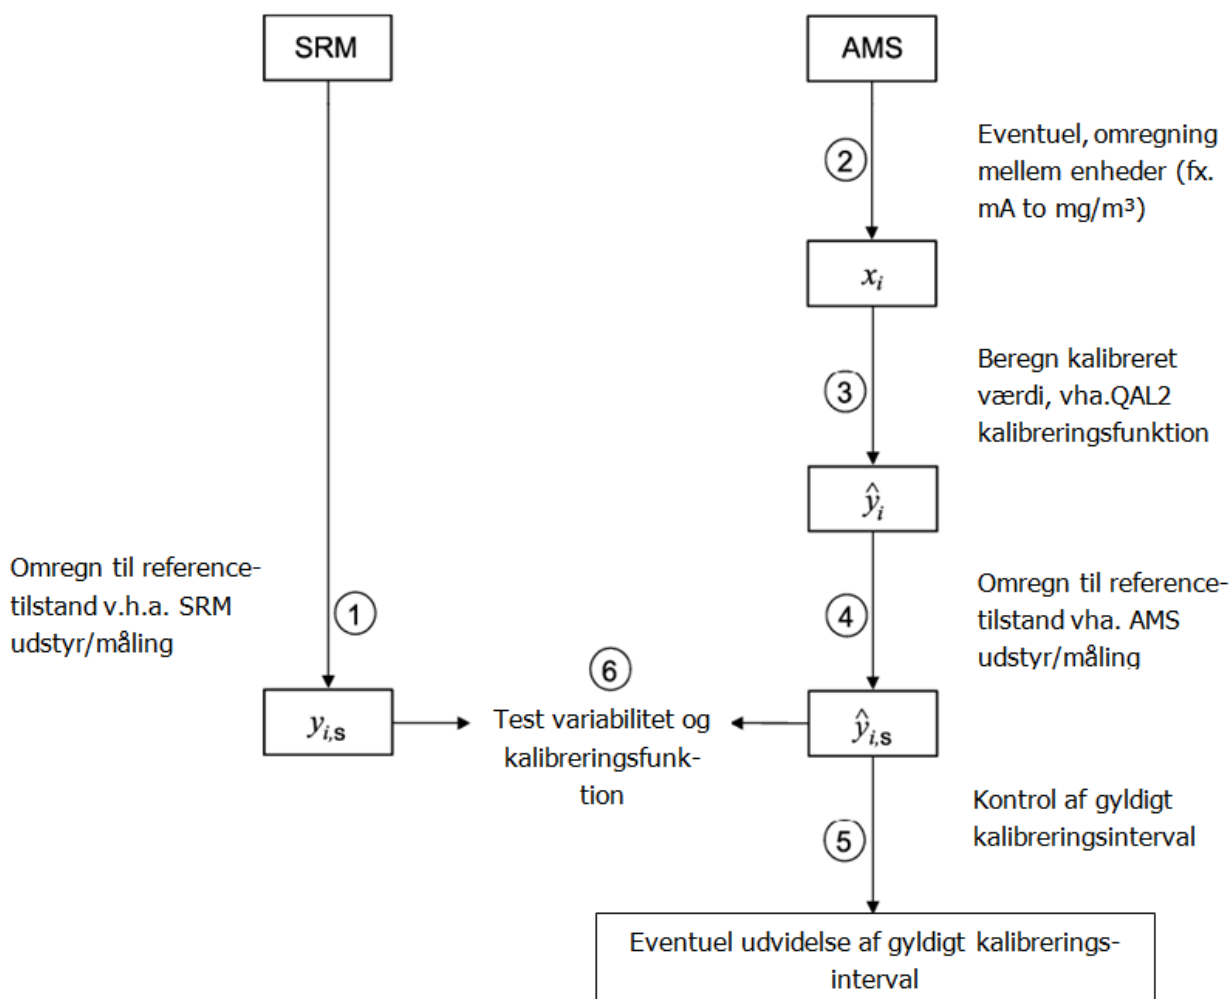 SRM
AMS
2
Eventuel, omregning
mellem enheder (fx.
mA to mg/m³)
xᵢ
3
Beregn kalibreret
værdi, vha.QAL2
kalibreringsfunktion
ŷᵢ
Omregn til reference-
tilstand v.h.a. SRM
udstyr/måling
1
4
Omregn til reference-
tilstand vha. AMS
udstyr/måling
yᵢ,ₛ
6
Test variabilitet og
kalibreringsfunk-
tion
ŷᵢ,ₛ
5
Kontrol af gyldigt
kalibreringsinterval
Eventuel udvidelse af gyldigt kalibrerings-
interval